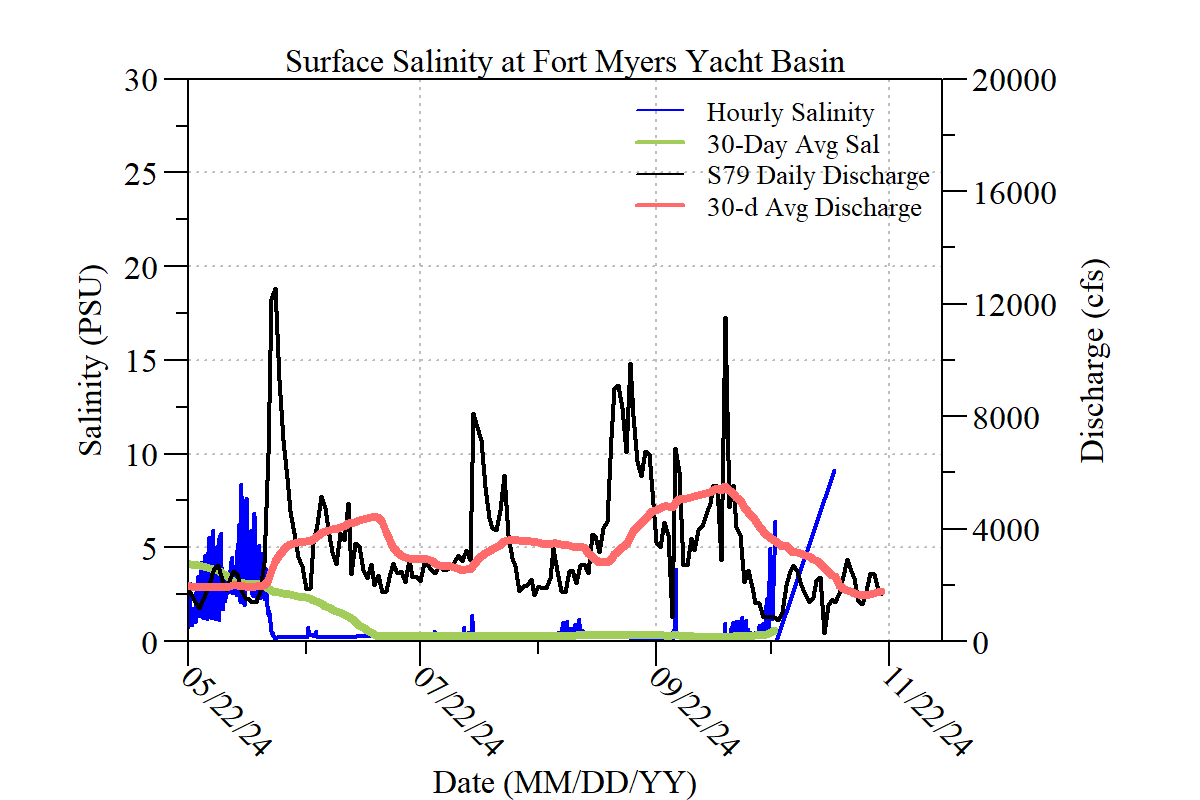 Surface Salinity at Fort Myers Yacht Basin
30
25
20
15
10
5
0
Salinity (PSU)
Hourly Salinity
30-Day Avg Sal
S79 Daily Discharge
30-d Avg Discharge
20000
16000
12000
8000
4000
0
Discharge (cfs)
05/22/24
07/22/24
09/22/24
11/22/24
Date (MM/DD/YY)